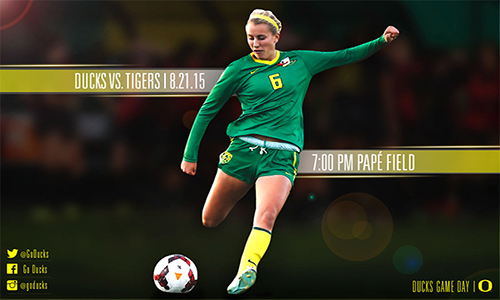 DUCKS VS. TIGERS | 8.21.15
6
7:00 PM PAPÉ FIELD
@GoDucks
Go Ducks
@goducks
DUCKS GAME DAY | O